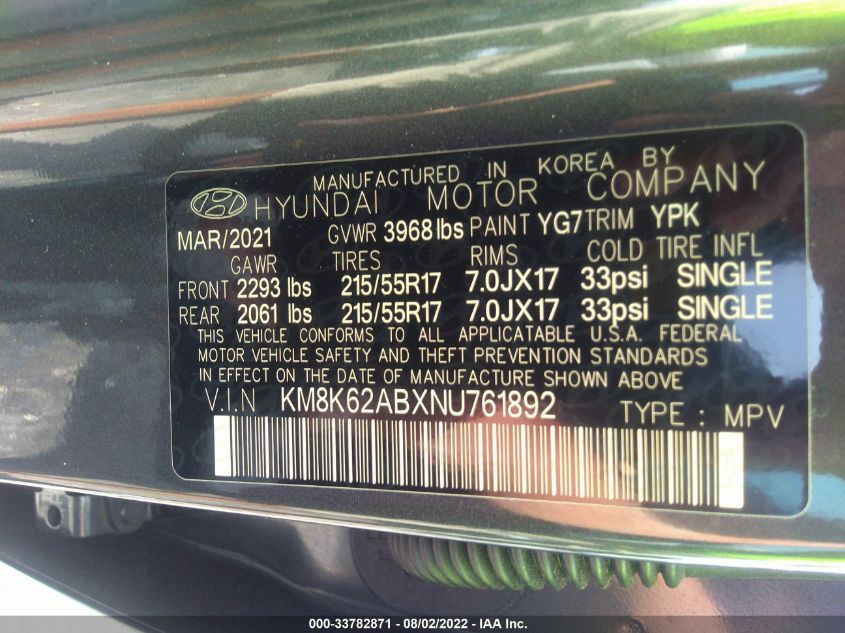 MANUFACTURED IN KOREA BY
HYUNDAI MOTOR COMPANY
MAR/2021 GVWR 3968lbs PAINT YG7 TRIM YPK
GAWR TIRES RIMS COLD TIRE INFL
FRONT 2293 lbs 215/55R17 7.0JX17 33psi SINGLE
REAR 2061 lbs 215/55R17 7.0JX17 33psi SINGLE
THIS VEHICLE CONFORMS TO ALL APPLICATABLE U.S.A. FEDERAL
MOTOR VEHICLE SAFETY AND THEFT PREVENTION STANDARDS
IN EFFECT ON THE DATE OF MANUFACTURE SHOWN ABOVE
V.I.N KM8K62ABXNU761892 TYPE : MPV
000-33782871 - 08/02/2022 - IAA Inc.